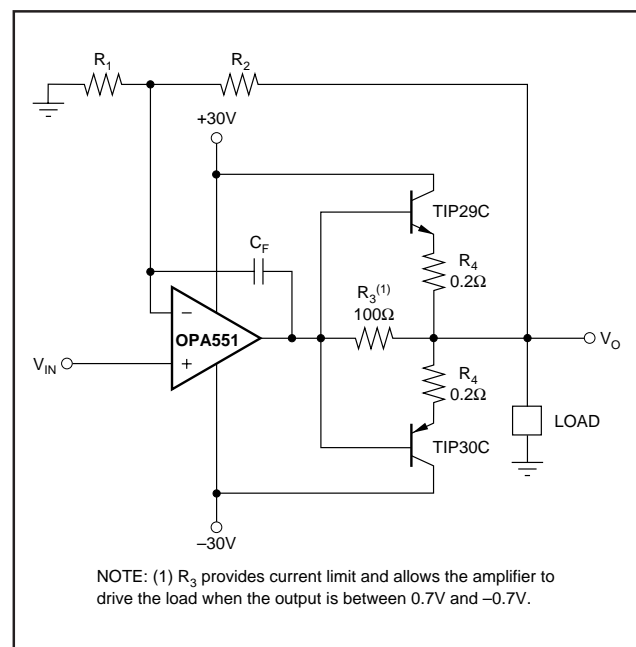 R1
R2
+30V
TIP29C
CF
R4
0.2Ω
R3(1)
100Ω
–
OPA551
+
VIN
VO
R4
0.2Ω
LOAD
TIP30C
–30V
NOTE: (1) R3 provides current limit and allows the amplifier to
drive the load when the output is between 0.7V and –0.7V.